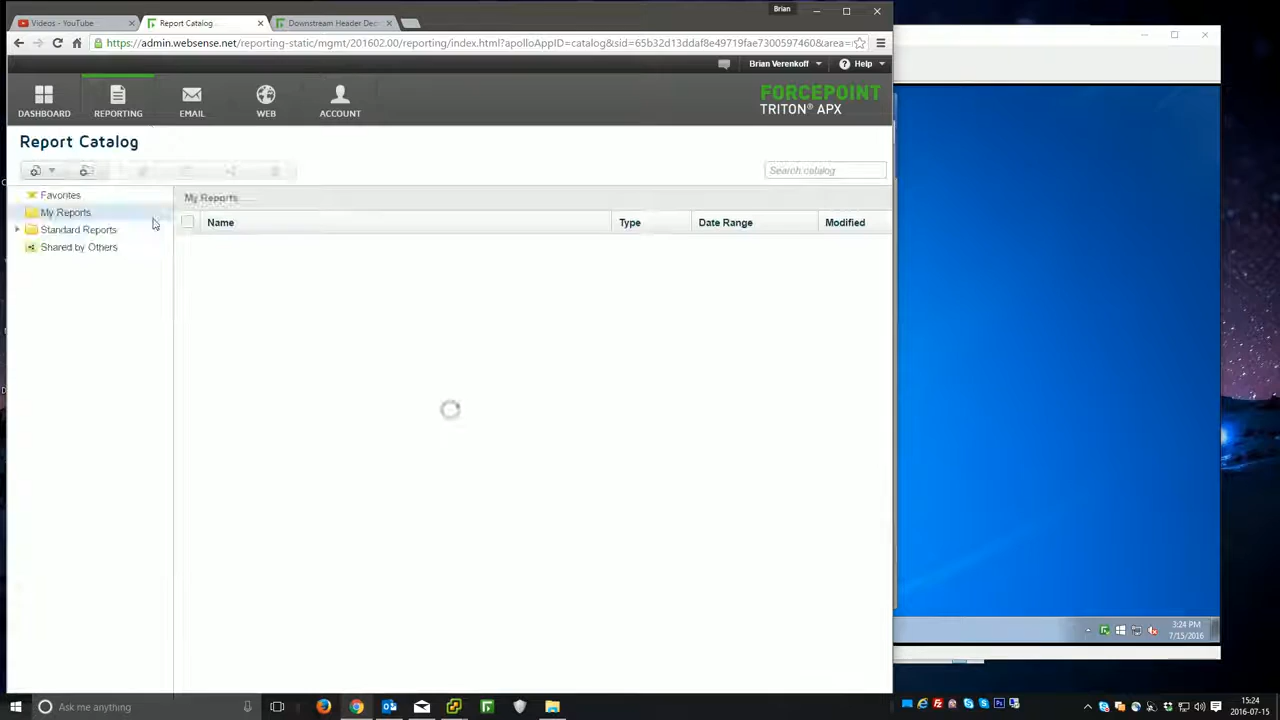 Brian
Videos - YouTube
Report Catalog
Downstream Header Dec
https://admin.websense.net/reporting-static/mgmt/201602.00/reporting/index.html?apolloAppID=catalog&sid=65b32d13ddaf8e49719fae73005974608&area=
Brian Verenkoff
Help
DASHBOARD
REPORTING
EMAIL
WEB
ACCOUNT
FORCEPOINT
TRITON® APX
Report Catalog
Search catalog
Favorites
My Reports
Standard Reports
Shared by Others
My Reports
Name
Type
Date Range
Modified
3:24 PM
7/15/2016
Ask me anything
15:24
2016-07-15